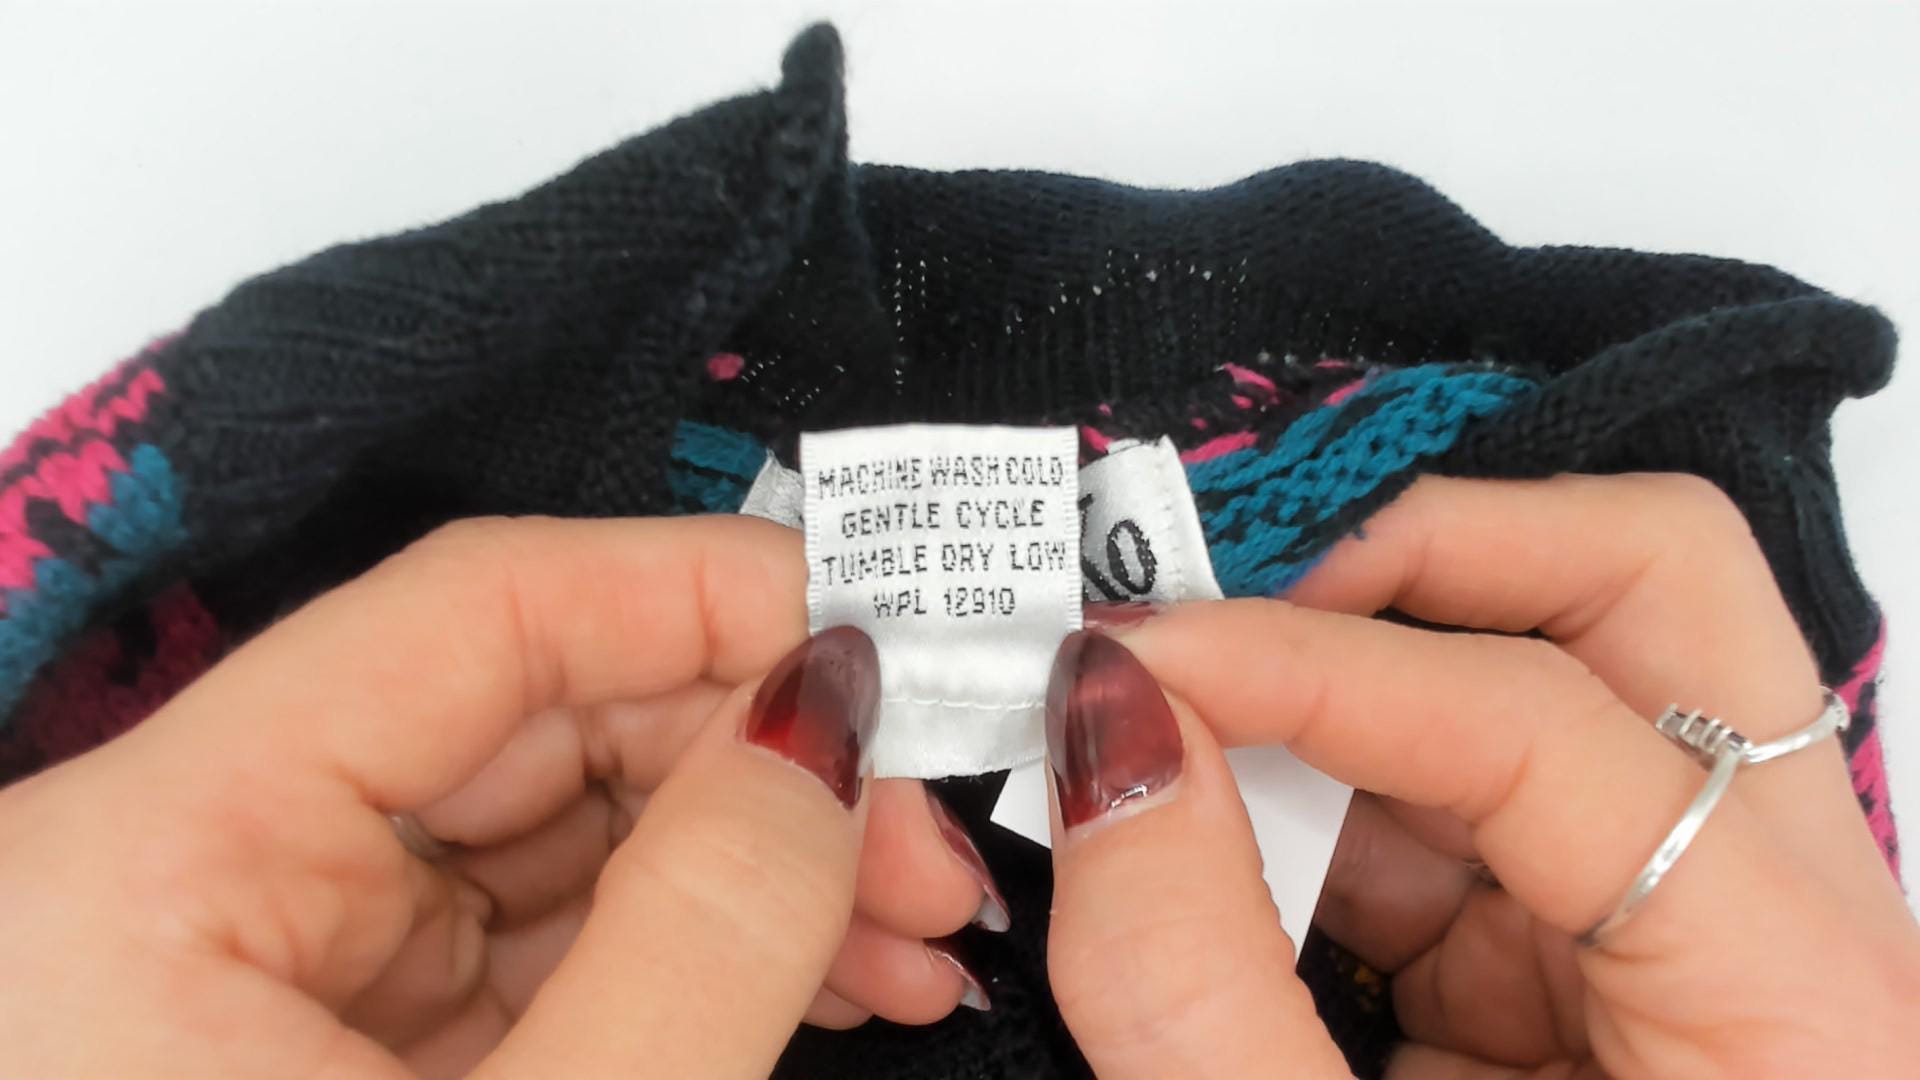 MACHINE WASH COLD
GENTLE CYCLE
TUMBLE DRY LOW
WPL 12910